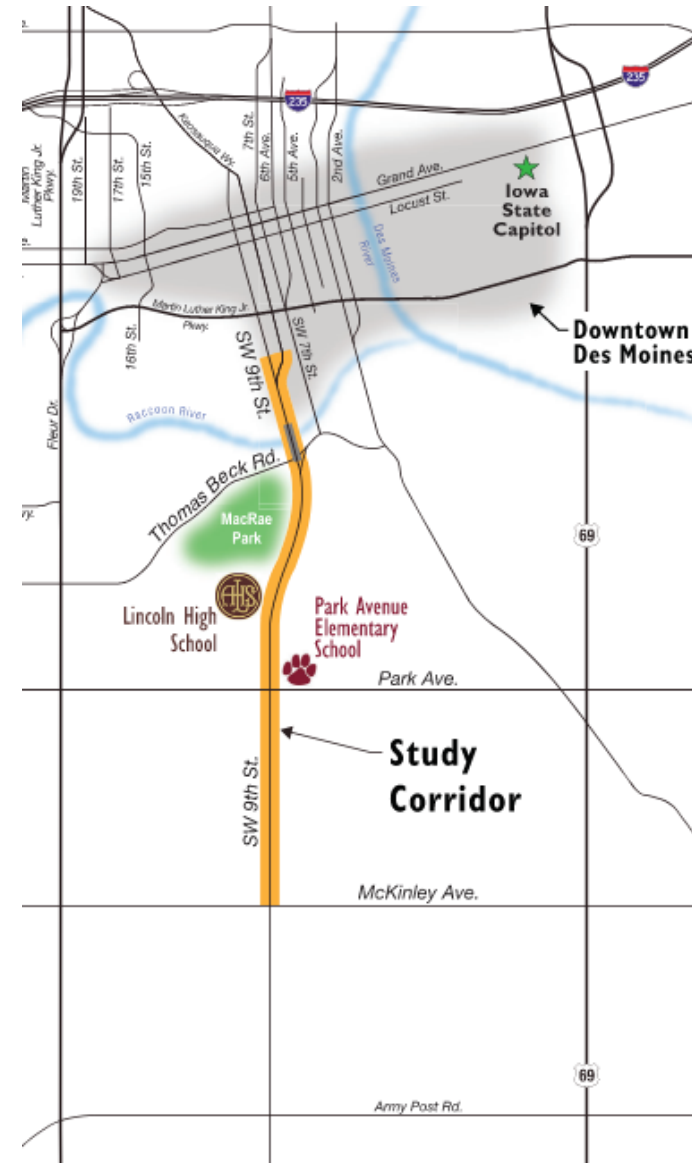 235
235
Keosauqua Wy.
7th St.
6th Ave.
5th Ave.
2nd Ave.
Martin
Luther King Jr.
Pkwy.
19th St.
17th St.
15th St.
Grand Ave.
Locust St.
Iowa
State
Capitol
Des Moines
River
Martin Luther King Jr.
Pkwy.
16th St.
SW 9th St.
SW 7th St.
Downtown
Des Moines
Fleur Dr.
Raccoon River
Thomas Beck Rd.
MacRae
Park
69
ALHS
Lincoln High
School
Park Avenue
Elementary
School
Park Ave.
Study
Corridor
SW 9th St.
McKinley Ave.
69
Army Post Rd.